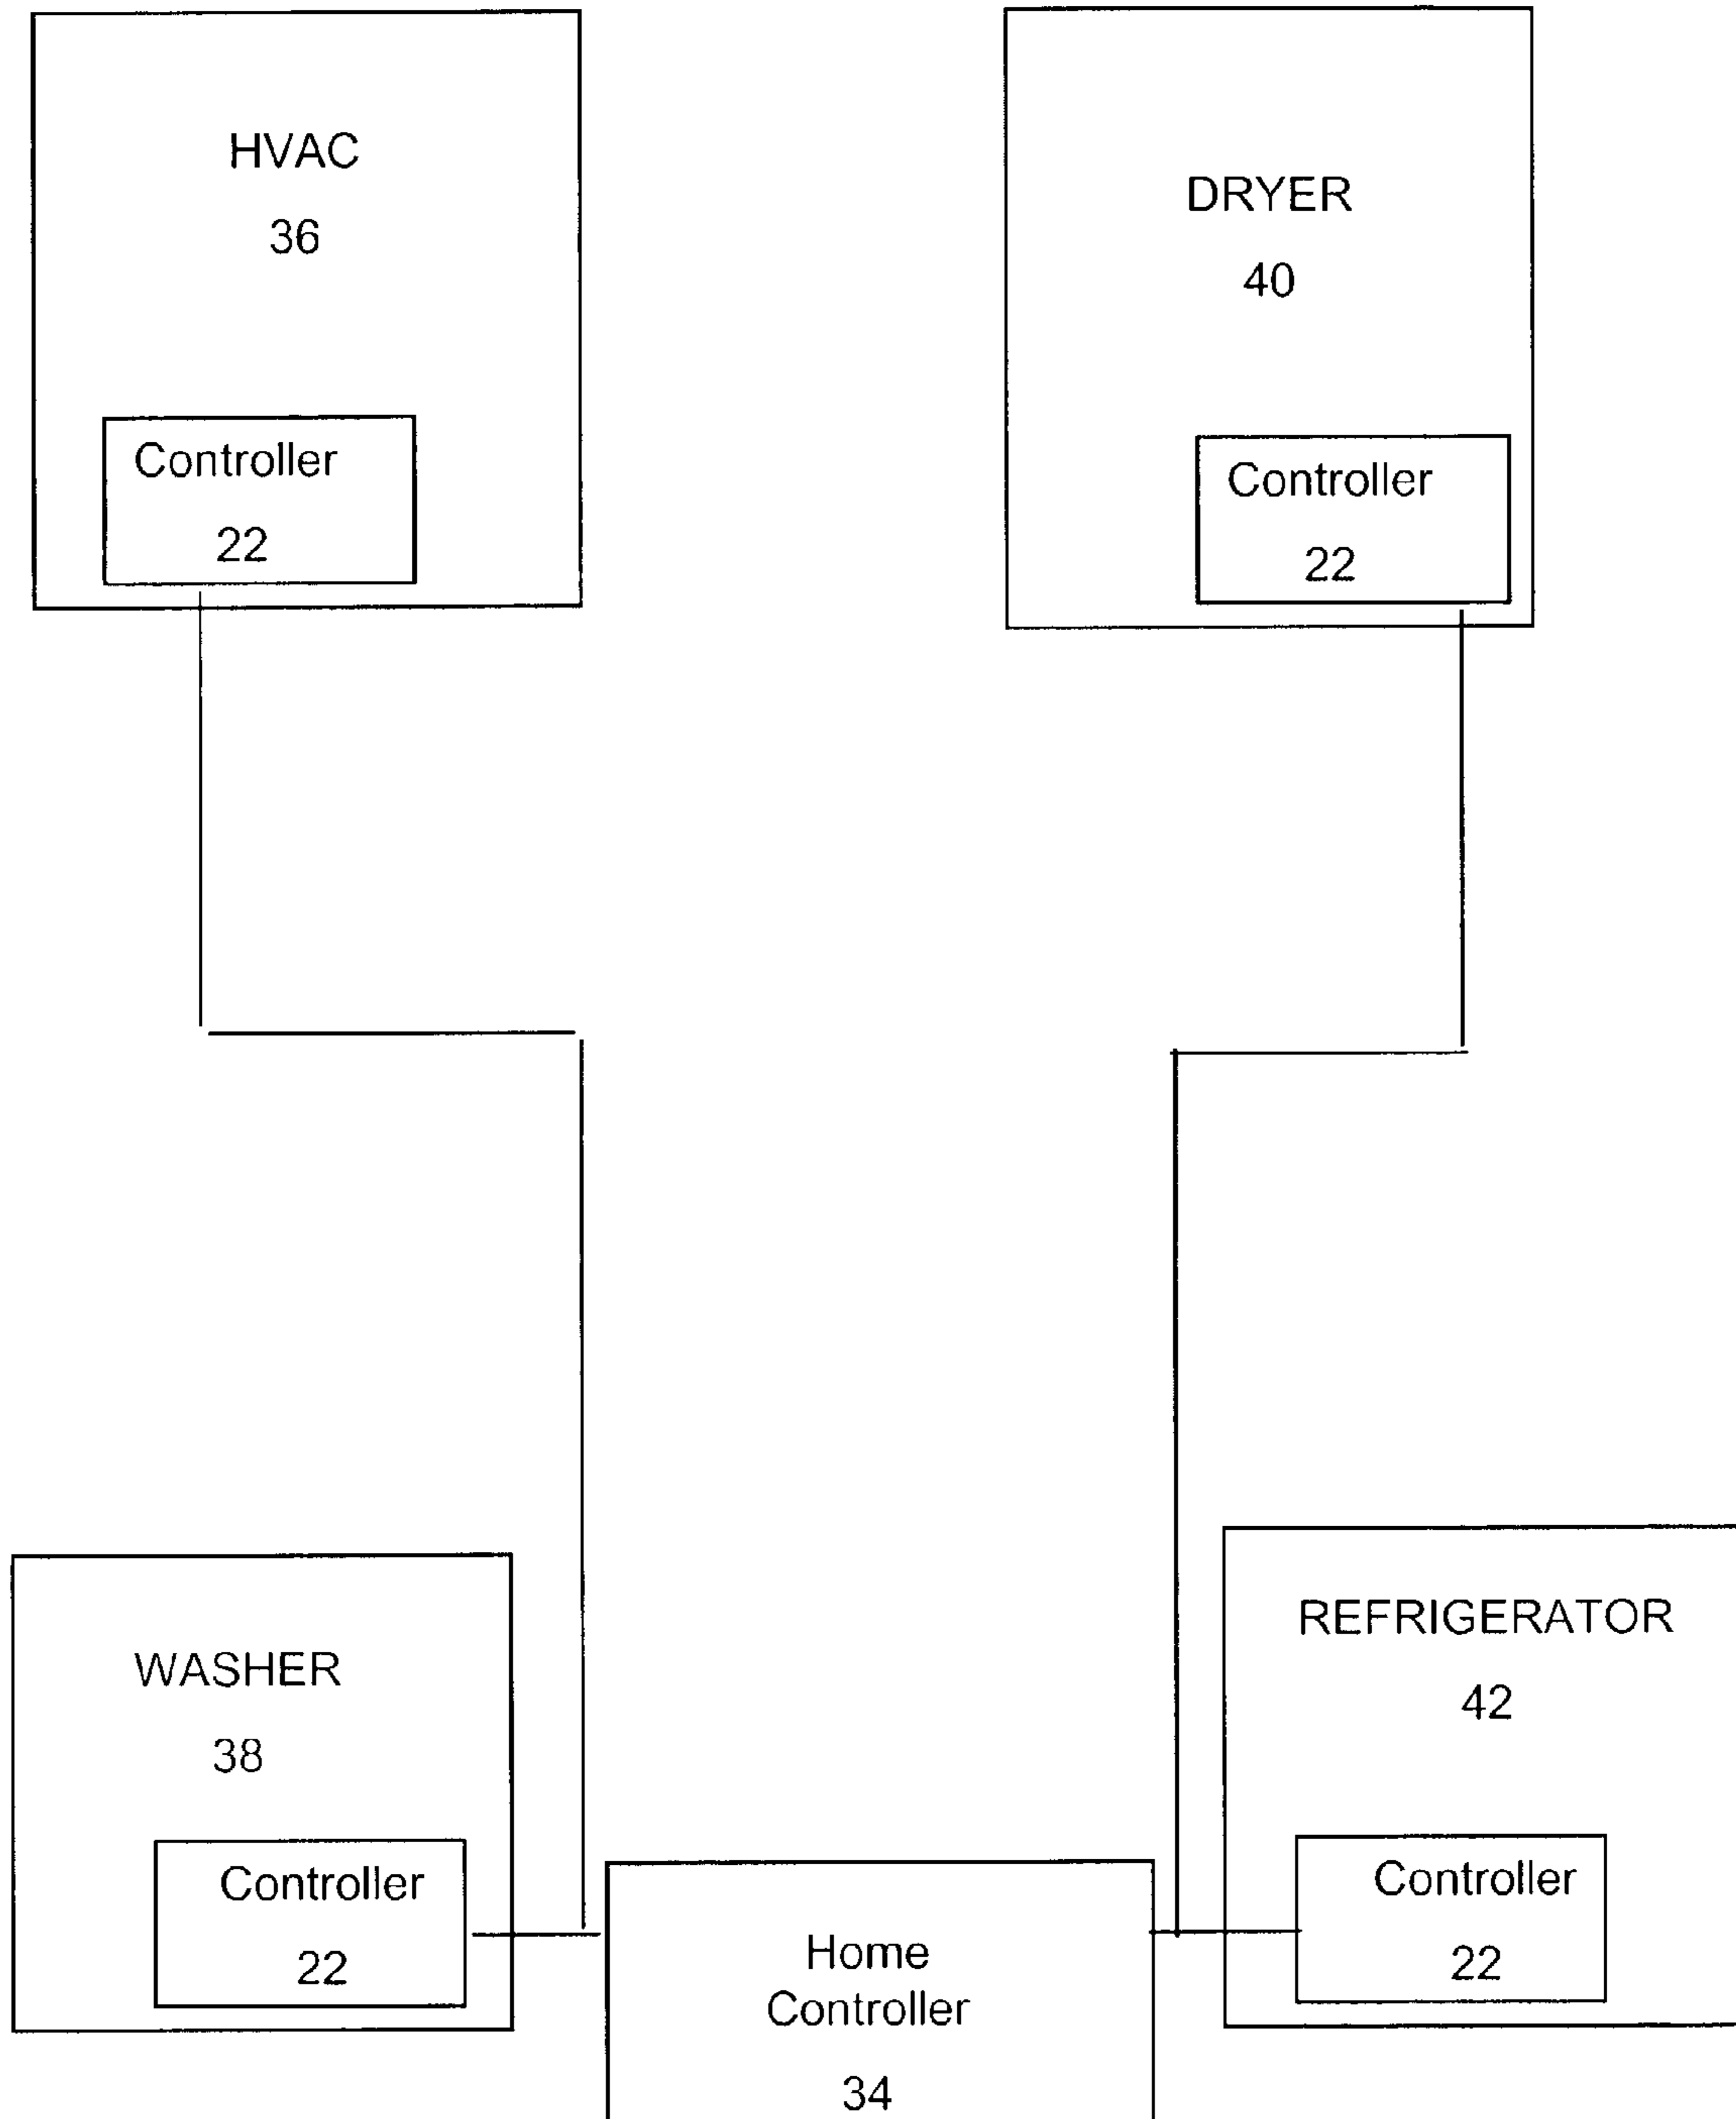 HVAC
36
Controller
22
DRYER
40
Controller
22
WASHER
38
Controller
22
Home
Controller
34
REFRIGERATOR
42
Controller
22